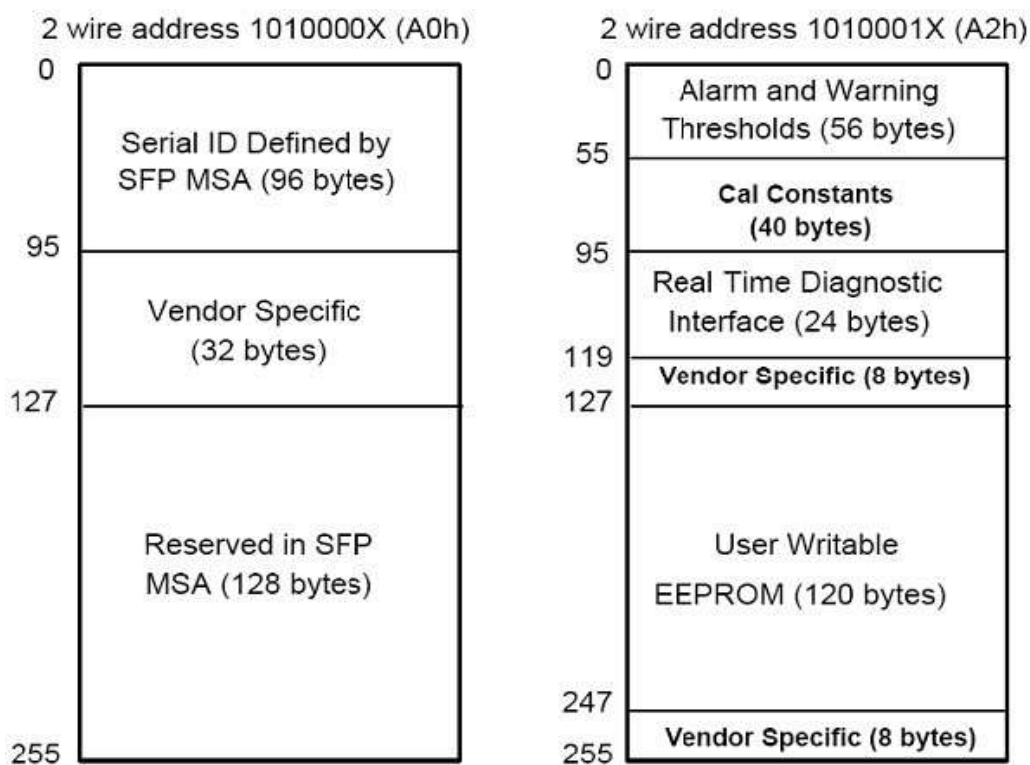 2 wire address 1010000X (A0h)
0
Serial ID Defined by
SFP MSA (96 bytes)
95
Vendor Specific
(32 bytes)
127
Reserved in SFP
MSA (128 bytes)
255
2 wire address 1010001X (A2h)
0
Alarm and Warning
Thresholds (56 bytes)
55
Cal Constants
(40 bytes)
95
Real Time Diagnostic
Interface (24 bytes)
119
Vendor Specific (8 bytes)
127
User Writable
EEPROM (120 bytes)
247
Vendor Specific (8 bytes)
255